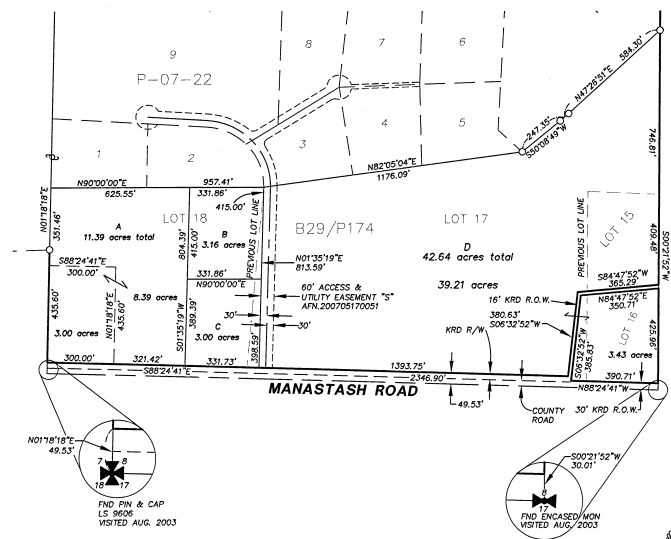 9
8
7
6
P-07-22
584.30'
N47°28'51"E
247.35'
S50°08'49"W
746.81'
1
2
3
4
5
N82°05'04"E
1176.09'
N90°00'00"E
957.41'
625.55'
331.86'
415.00'
N01°18'18"E
351.46'
A
11.39 acres total
LOT 18
804.39'
415.00'
B
3.16 acres
PREVIOUS LOT LINE
B29/P174
LOT 17
D
42.64 acres total
39.21 acres
PREVIOUS LOT LINE
LOT 15
409.48'
S00°21'52"W
N01°35'19"E
813.59'
331.86'
N90°00'00"E
S88°24'41"E
300.00'
8.39 acres
N01°18'18"E
435.60'
435.60'
3.00 acres
60' ACCESS &
UTILITY EASEMENT "S"
AFN.200705170051
30'
30'
S01°35'19"W
389.39'
C
3.00 acres
398.59'
S84°47'52"W
365.29'
N84°47'52"E
350.71'
16' KRD R.O.W.
380.63'
S06°32'52"W
KRD R/W
S06°32'52"W
385.83'
LOT 16
3.43 acres
425.96'
300.00'
321.42'
331.73'
1393.75'
390.71'
S88°24'41"E
2346.90'
N88°24'41"W
MANASTASH ROAD
49.53'
COUNTY
ROAD
30' KRD R.O.W.
N01°18'18"E
49.53'
7
8
18
17
FND PIN & CAP
LS 9606
VISITED AUG. 2003
S00°21'52"W
30.01'
8
17
FND ENCASED MON
VISITED AUG. 2003